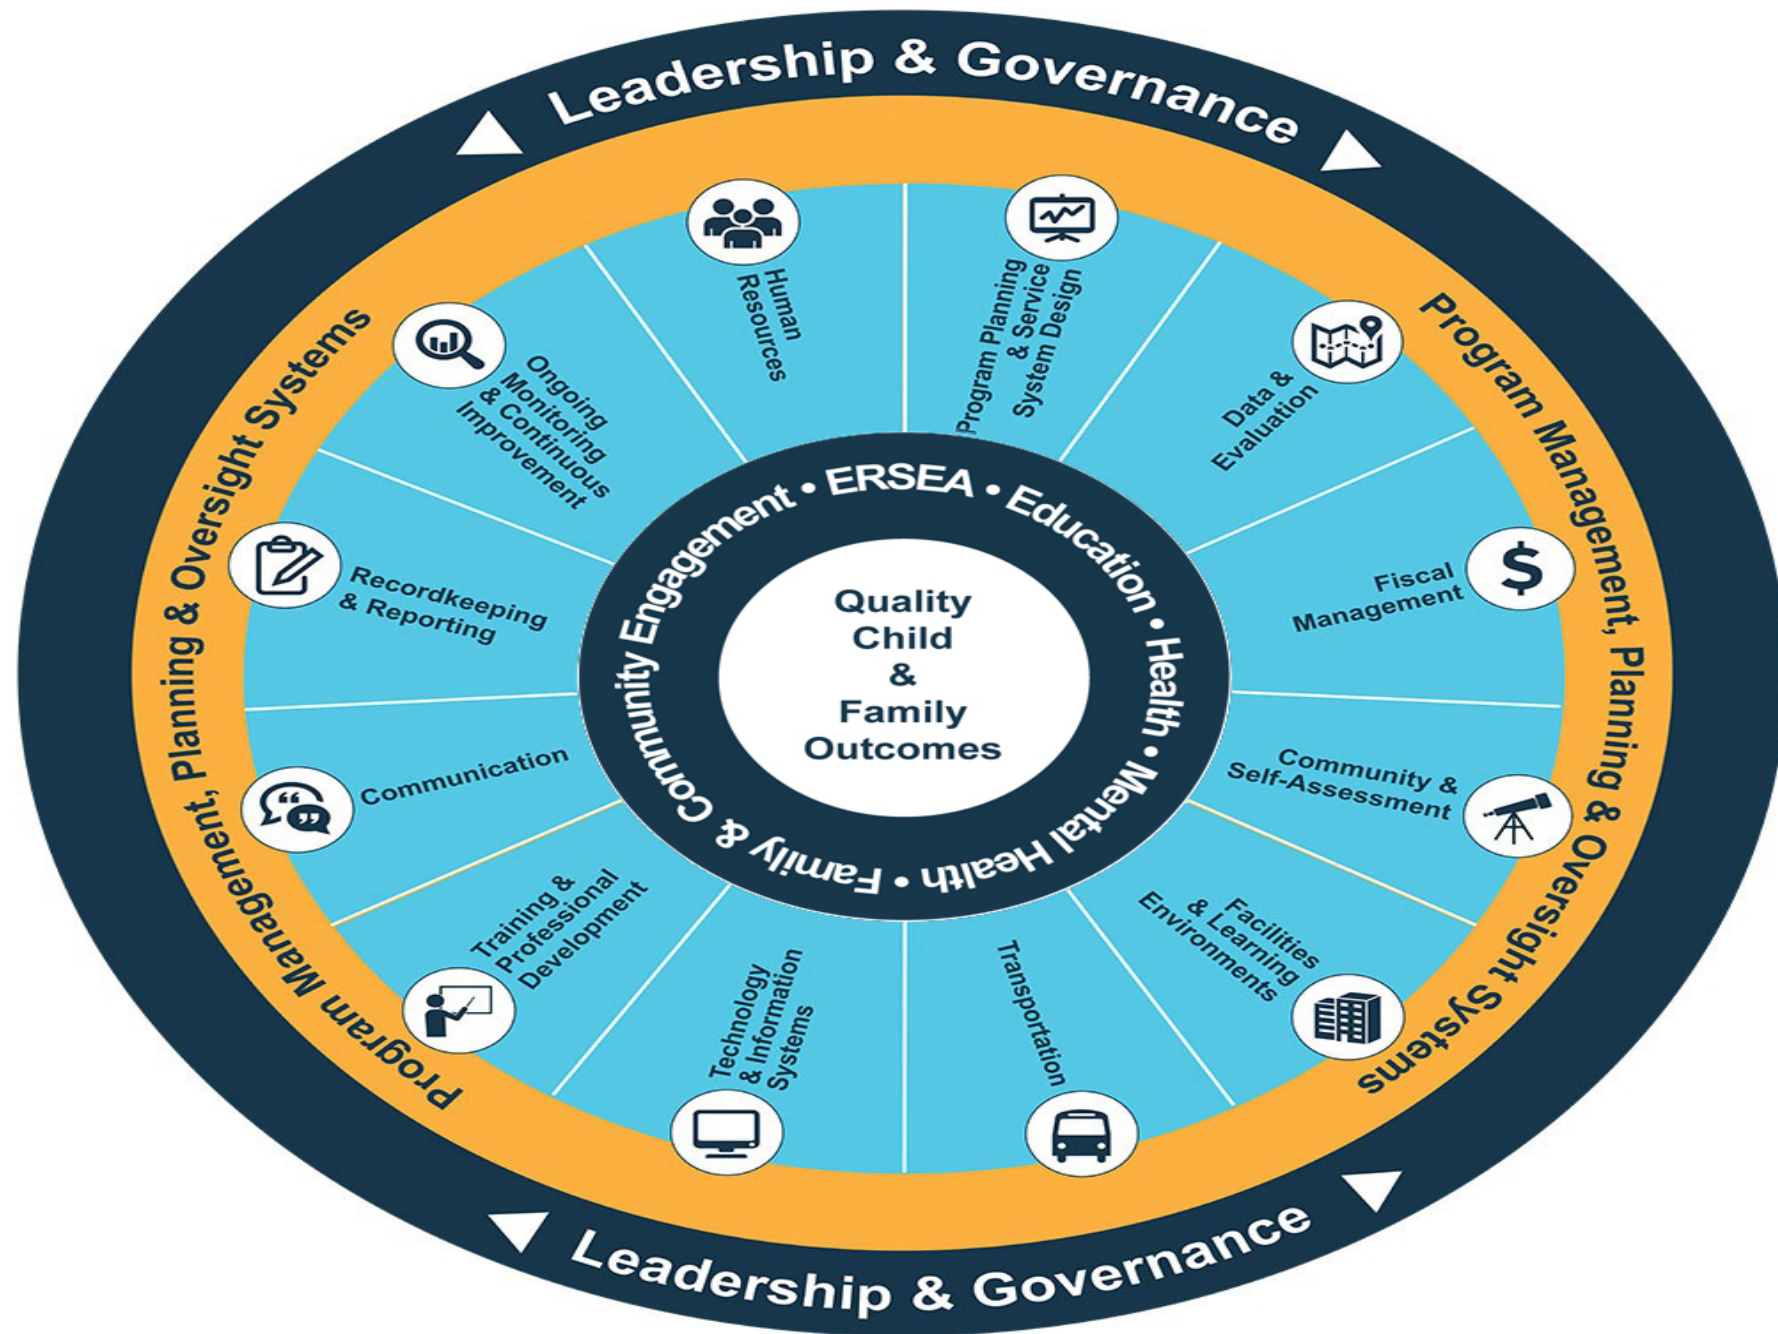 Leadership & Governance
Program Management, Planning & Oversight Systems
Program Management, Planning & Oversight Systems
Program Planning
& Service
System Design
Data &
Evaluation
$
Fiscal
Management
Community &
Self-Assessment
Facilities
& Learning
Environments
Transportation
Technology
& Information
Systems
Training &
Professional
Development
Communication
Recordkeeping
& Reporting
Ongoing
Monitoring
& Continuous
Improvement
Human
Resources
ERSEA • Education • Health • Mental Health • Family & Community Engagement •
Quality
Child
&
Family
Outcomes
Leadership & Governance